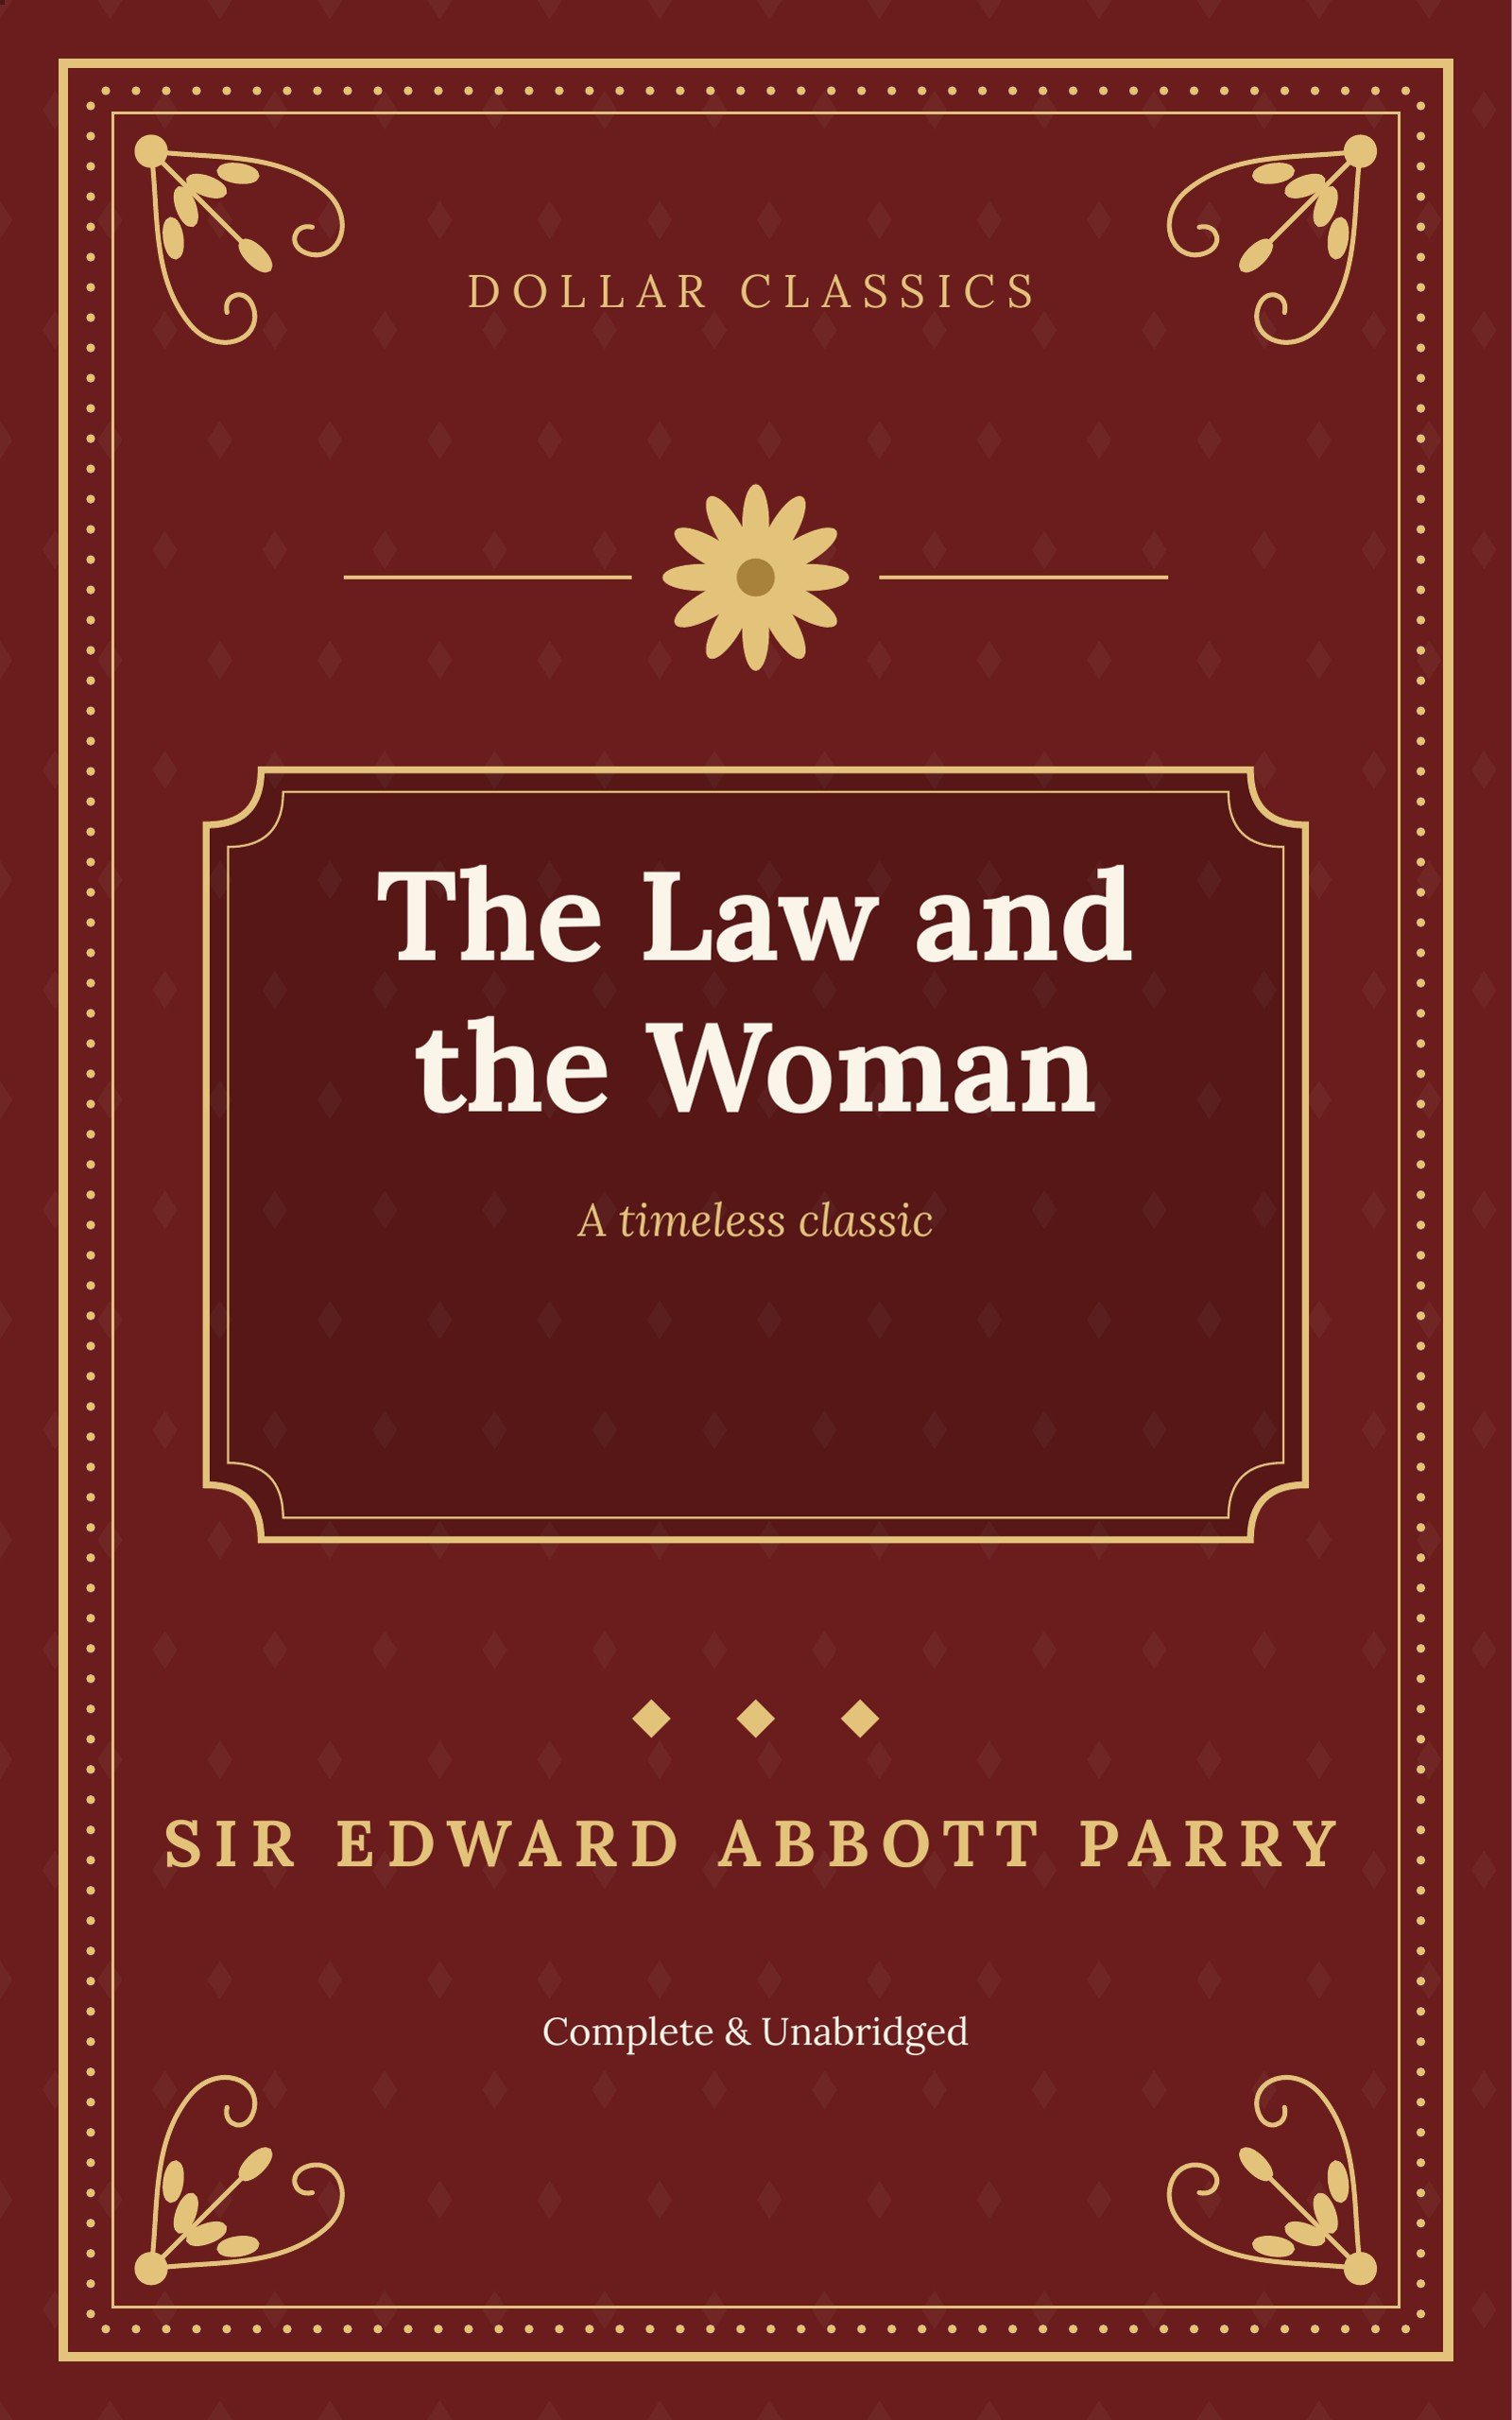 DOLLAR CLASSICS
The Law and
the Woman
A timeless classic
SIR EDWARD ABBOTT PARRY
Complete & Unabridged